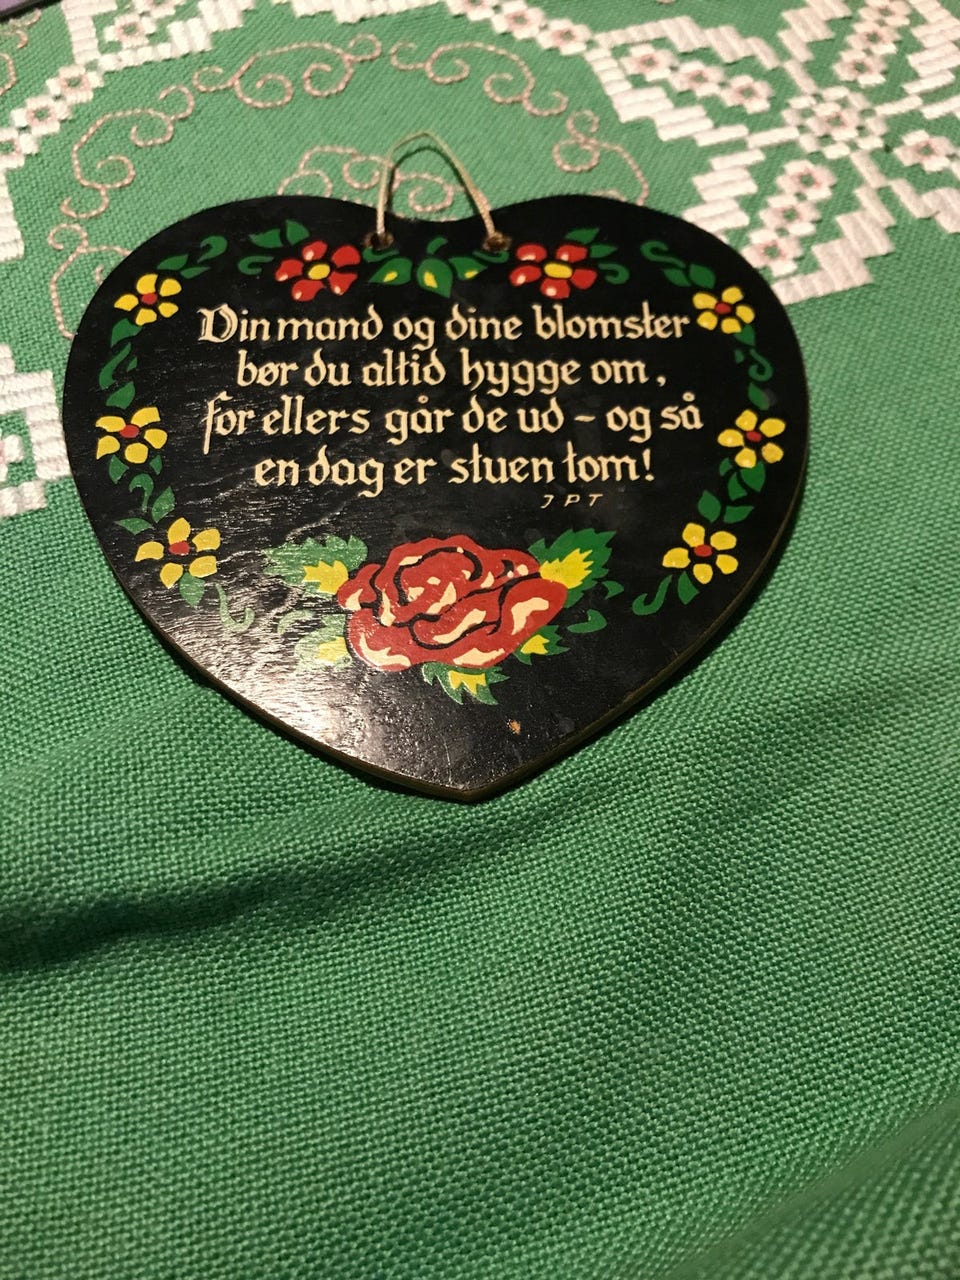 Din mand og dine blomster
bør du altid hygge om,
for ellers går de ud - og så
en dag er stuen tom!
JPT